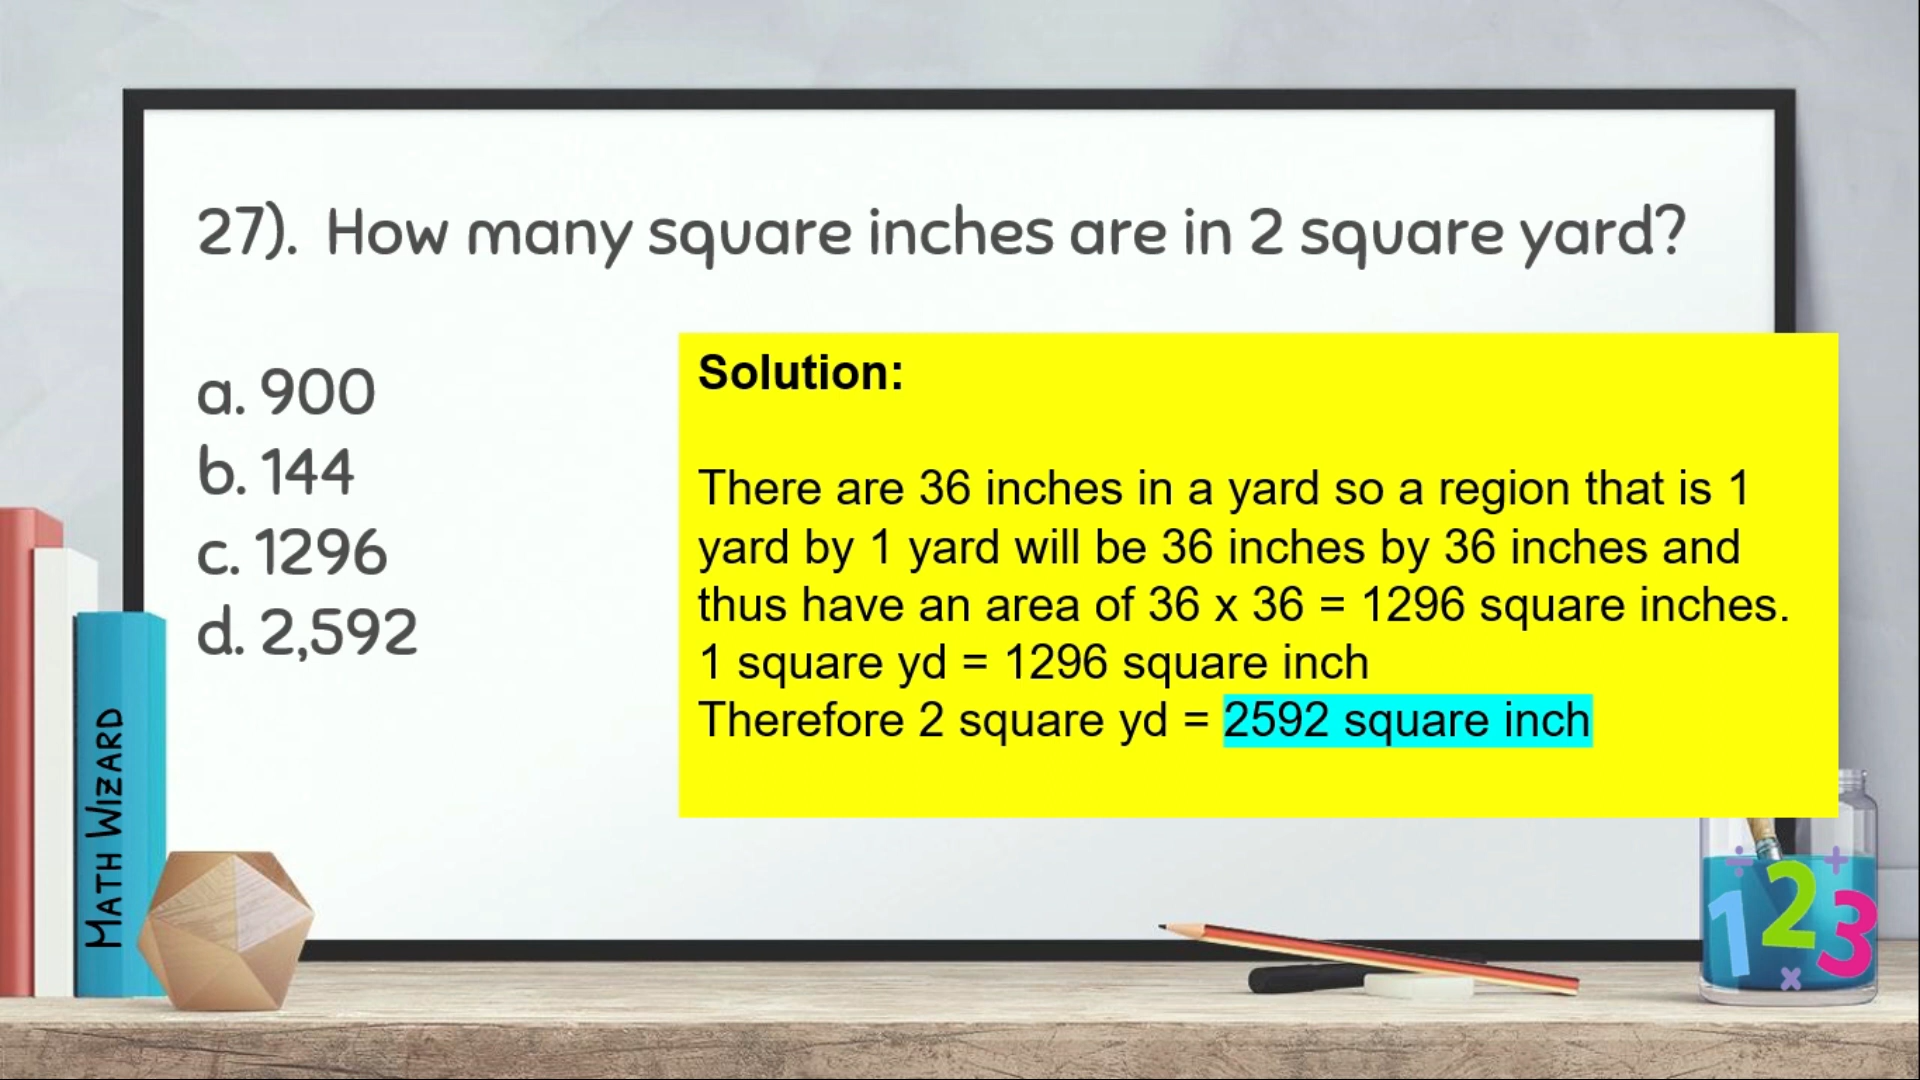 27). How many square inches are in 2 square yard?
a. 900
b. 144
c. 1296
d. 2,592
Solution:
There are 36 inches in a yard so a region that is 1
yard by 1 yard will be 36 inches by 36 inches and
thus have an area of 36 x 36 = 1296 square inches.
1 square yd = 1296 square inch
Therefore 2 square yd = 2592 square inch
MATH WIZARD
÷ +
1 2 3
x